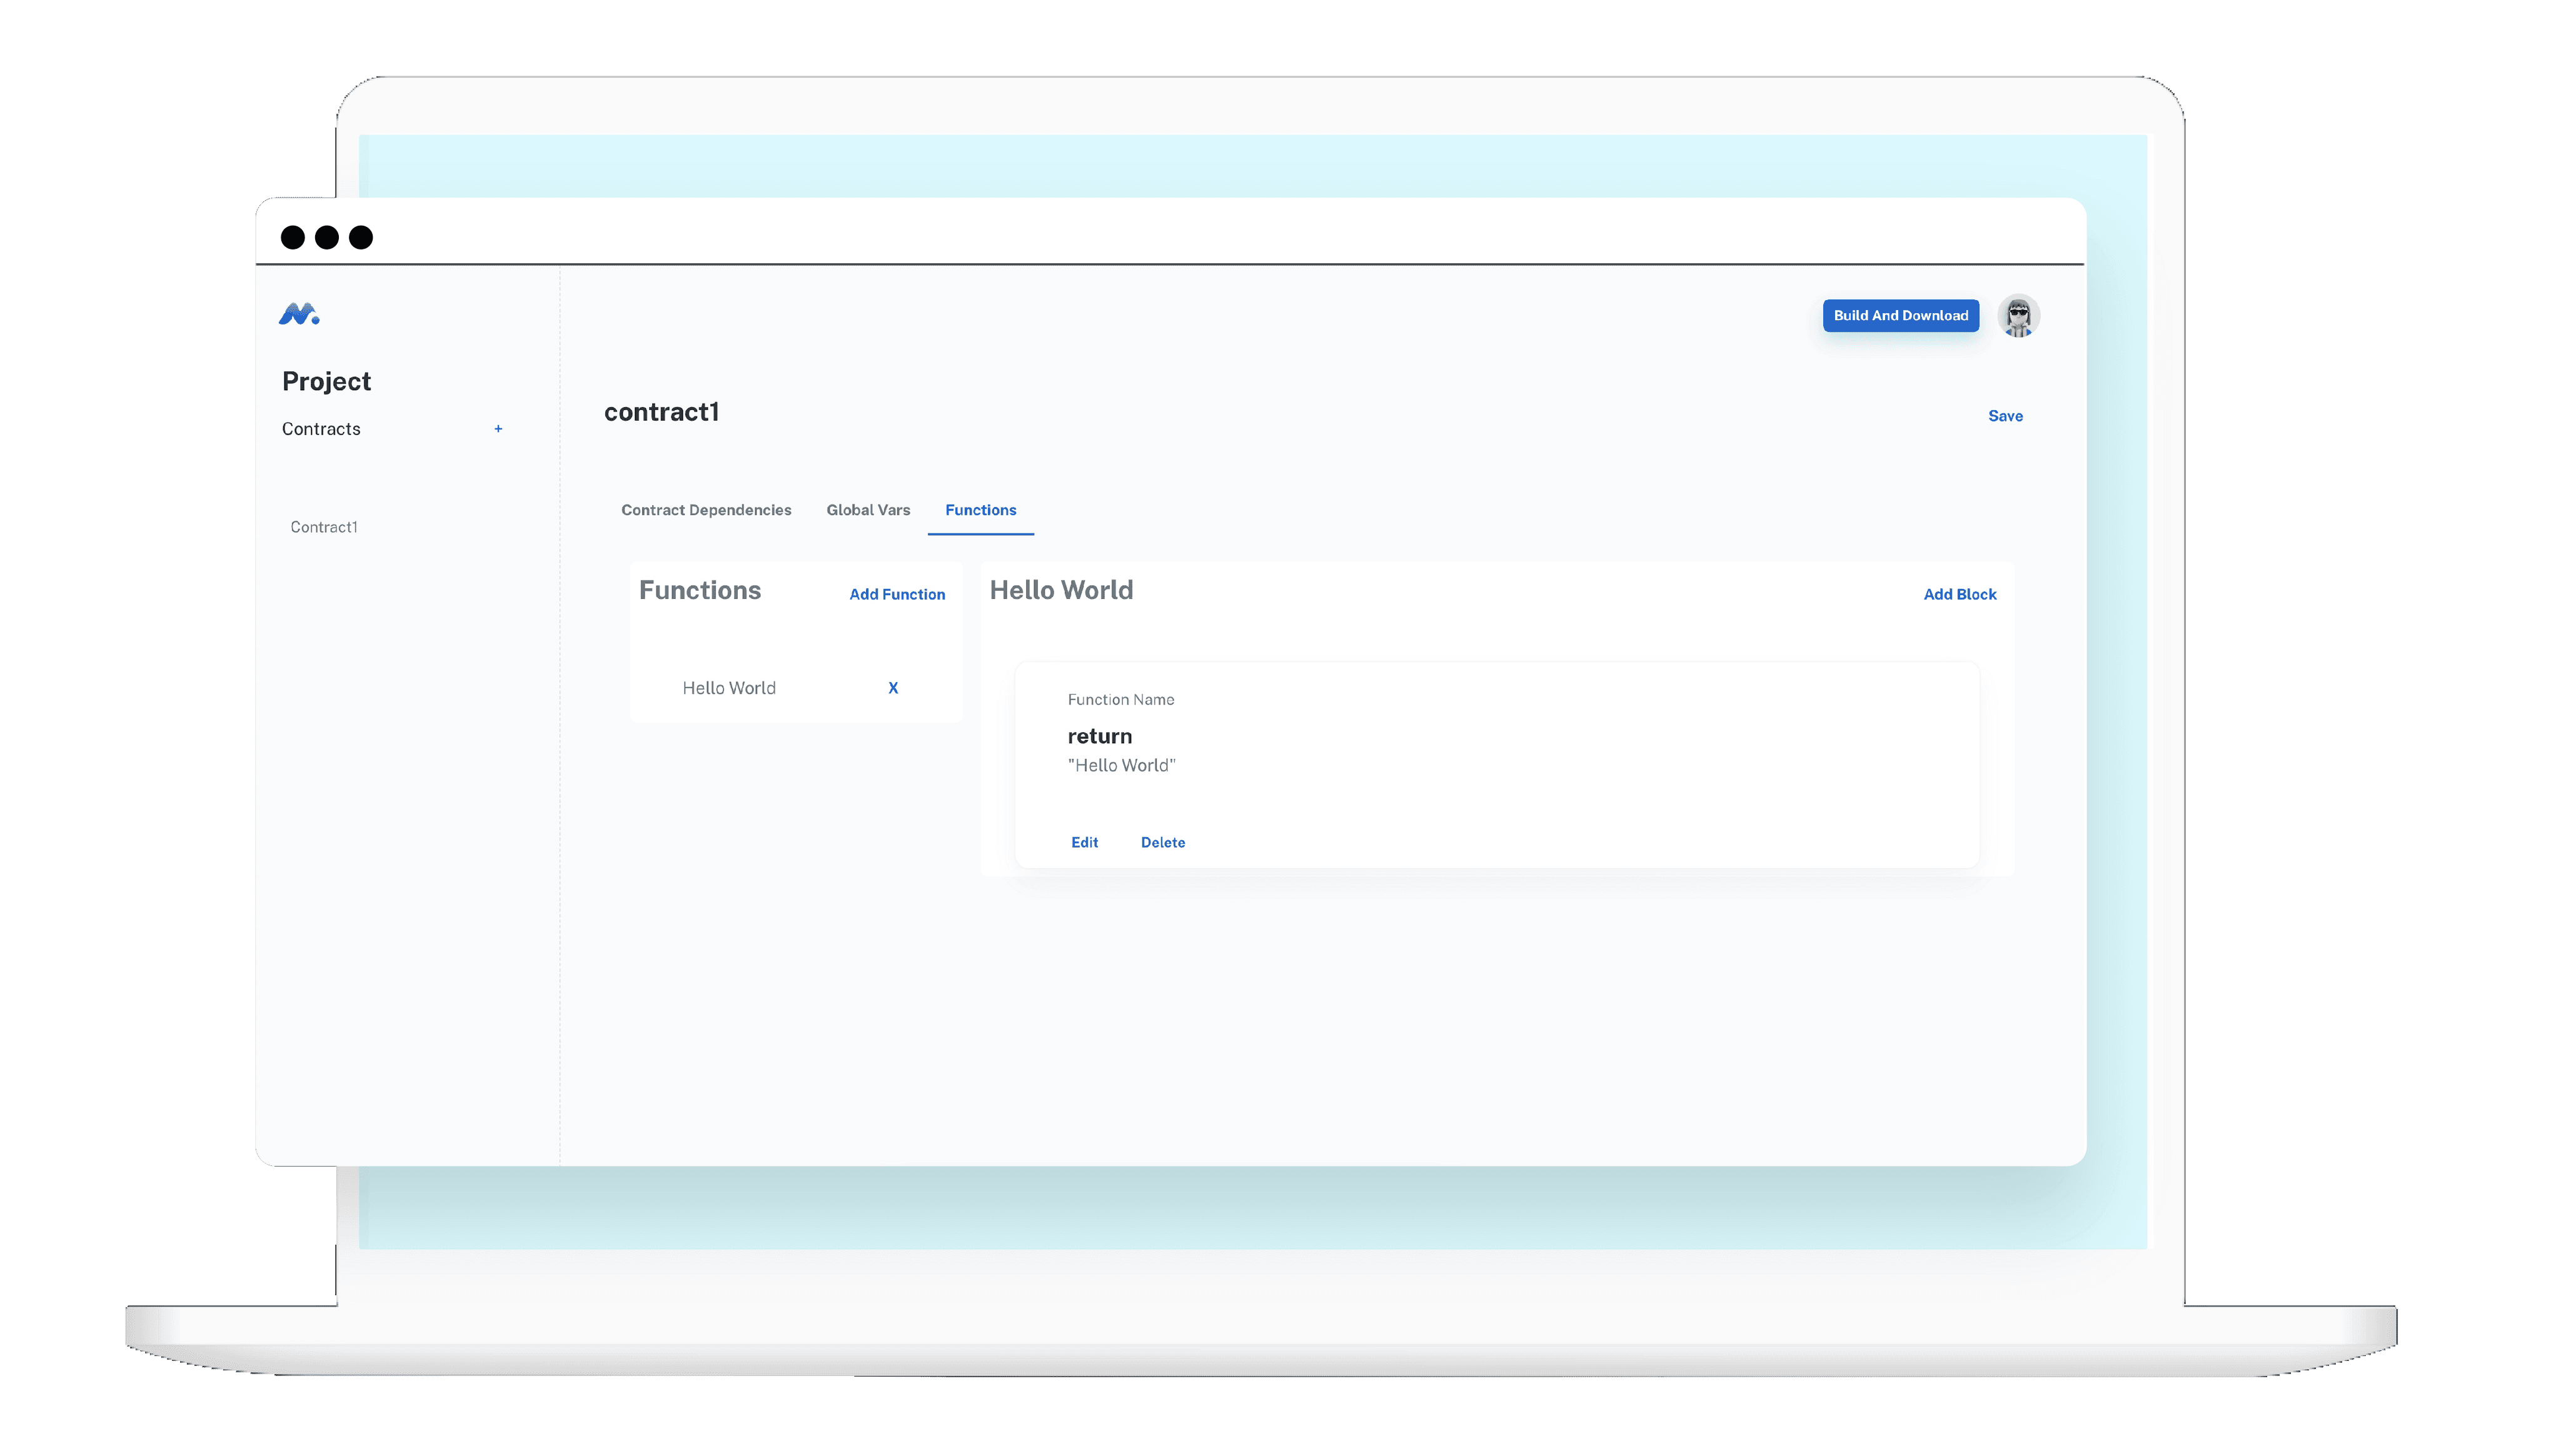 Build And Download
Project
Contracts +
Contract1
contract1
Save
Contract Dependencies Global Vars Functions
Functions Add Function
Hello World X
Hello World Add Block
Function Name
return
"Hello World"
Edit Delete